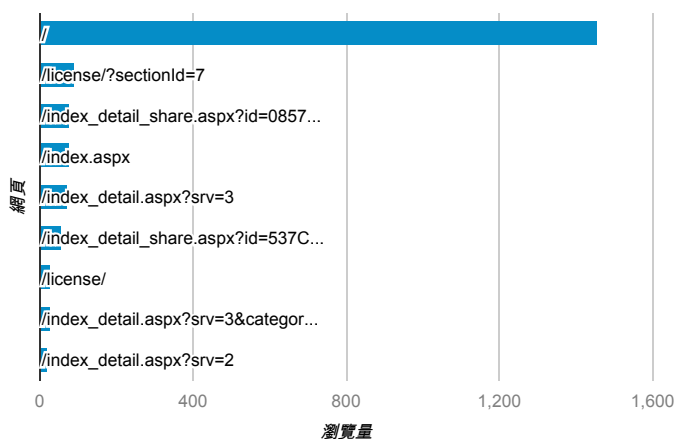 /
/license/?sectionId=7
/index_detail_share.aspx?id=0857...
/index.aspx
/index_detail.aspx?srv=3
/index_detail_share.aspx?id=537C...
/license/
/index_detail.aspx?srv=3&categor...
/index_detail.aspx?srv=2
網頁
0 400 800 1,200 1,600
瀏覽量